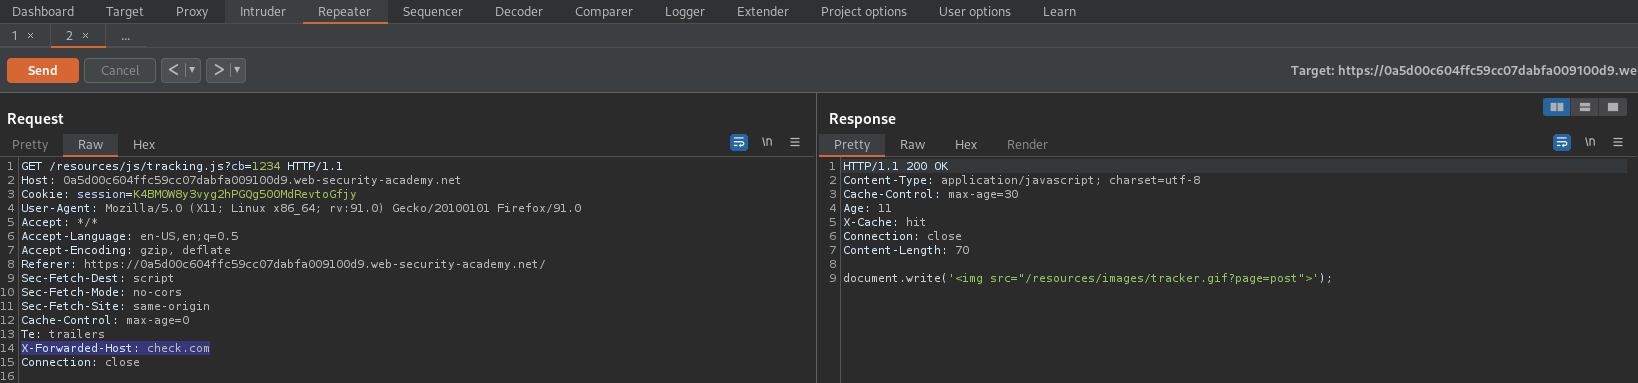 Dashboard Target Proxy Intruder Repeater Sequencer Decoder Comparer Logger Extender Project options User options Learn
1 × 2 × ...
Send Cancel < ▼ > ▼ Target: https://0a5d00c604ffc59cc07dabfa009100d9.we
Request
Pretty Raw Hex \n ≡
1 GET /resources/js/tracking.js?cb=1234 HTTP/1.1
2 Host: 0a5d00c604ffc59cc07dabfa009100d9.web-security-academy.net
3 Cookie: session=K4BMOW8y3vyg2hPGQg500MdRevtoGfjy
4 User-Agent: Mozilla/5.0 (X11; Linux x86_64; rv:91.0) Gecko/20100101 Firefox/91.0
5 Accept: */*
6 Accept-Language: en-US,en;q=0.5
7 Accept-Encoding: gzip, deflate
8 Referer: https://0a5d00c604ffc59cc07dabfa009100d9.web-security-academy.net/
9 Sec-Fetch-Dest: script
10 Sec-Fetch-Mode: no-cors
11 Sec-Fetch-Site: same-origin
12 Cache-Control: max-age=0
13 Te: trailers
14 X-Forwarded-Host: check.com
15 Connection: close
16
Response
Pretty Raw Hex Render \n ≡
1 HTTP/1.1 200 OK
2 Content-Type: application/javascript; charset=utf-8
3 Cache-Control: max-age=30
4 Age: 11
5 X-Cache: hit
6 Connection: close
7 Content-Length: 70
8
9 document.write('<img src="/resources/images/tracker.gif?page=post">');